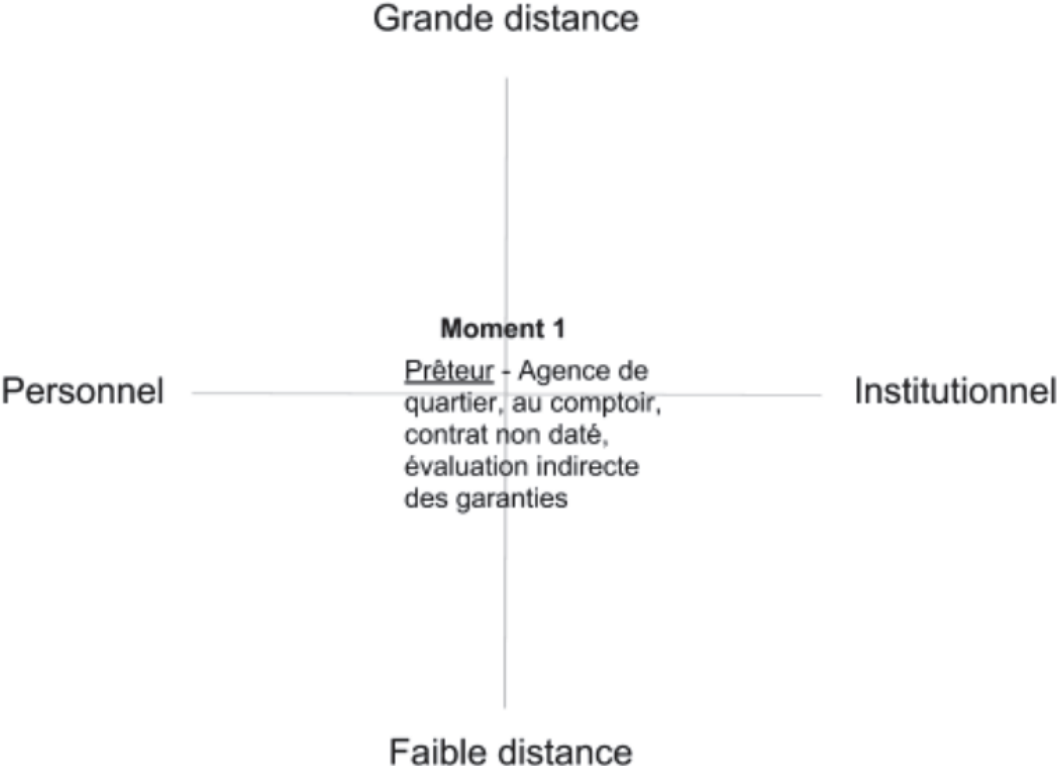 Grande distance
Moment 1
Prêteur - Agence de
quartier, au comptoir,
contrat non daté,
évaluation indirecte
des garanties
Personnel
Institutionnel
Faible distance